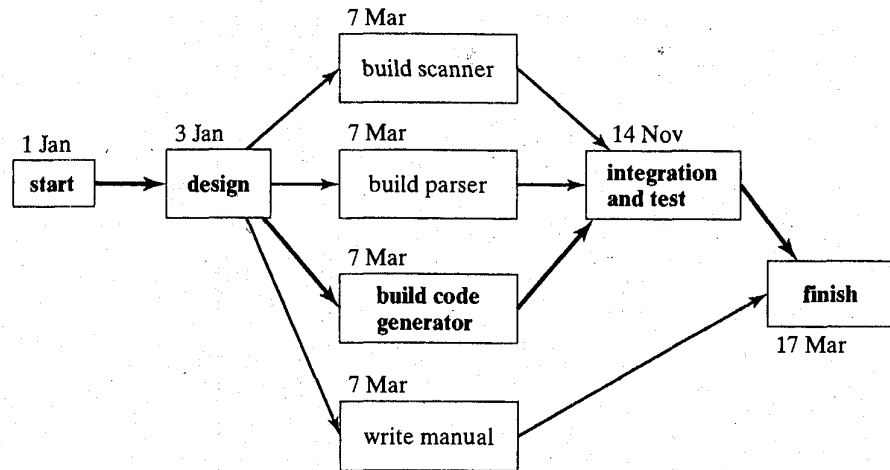 7 Mar
build scanner
1 Jan
start
3 Jan
design
7 Mar
build parser
14 Nov
integration
and test
7 Mar
build code
generator
finish
17 Mar
7 Mar
write manual